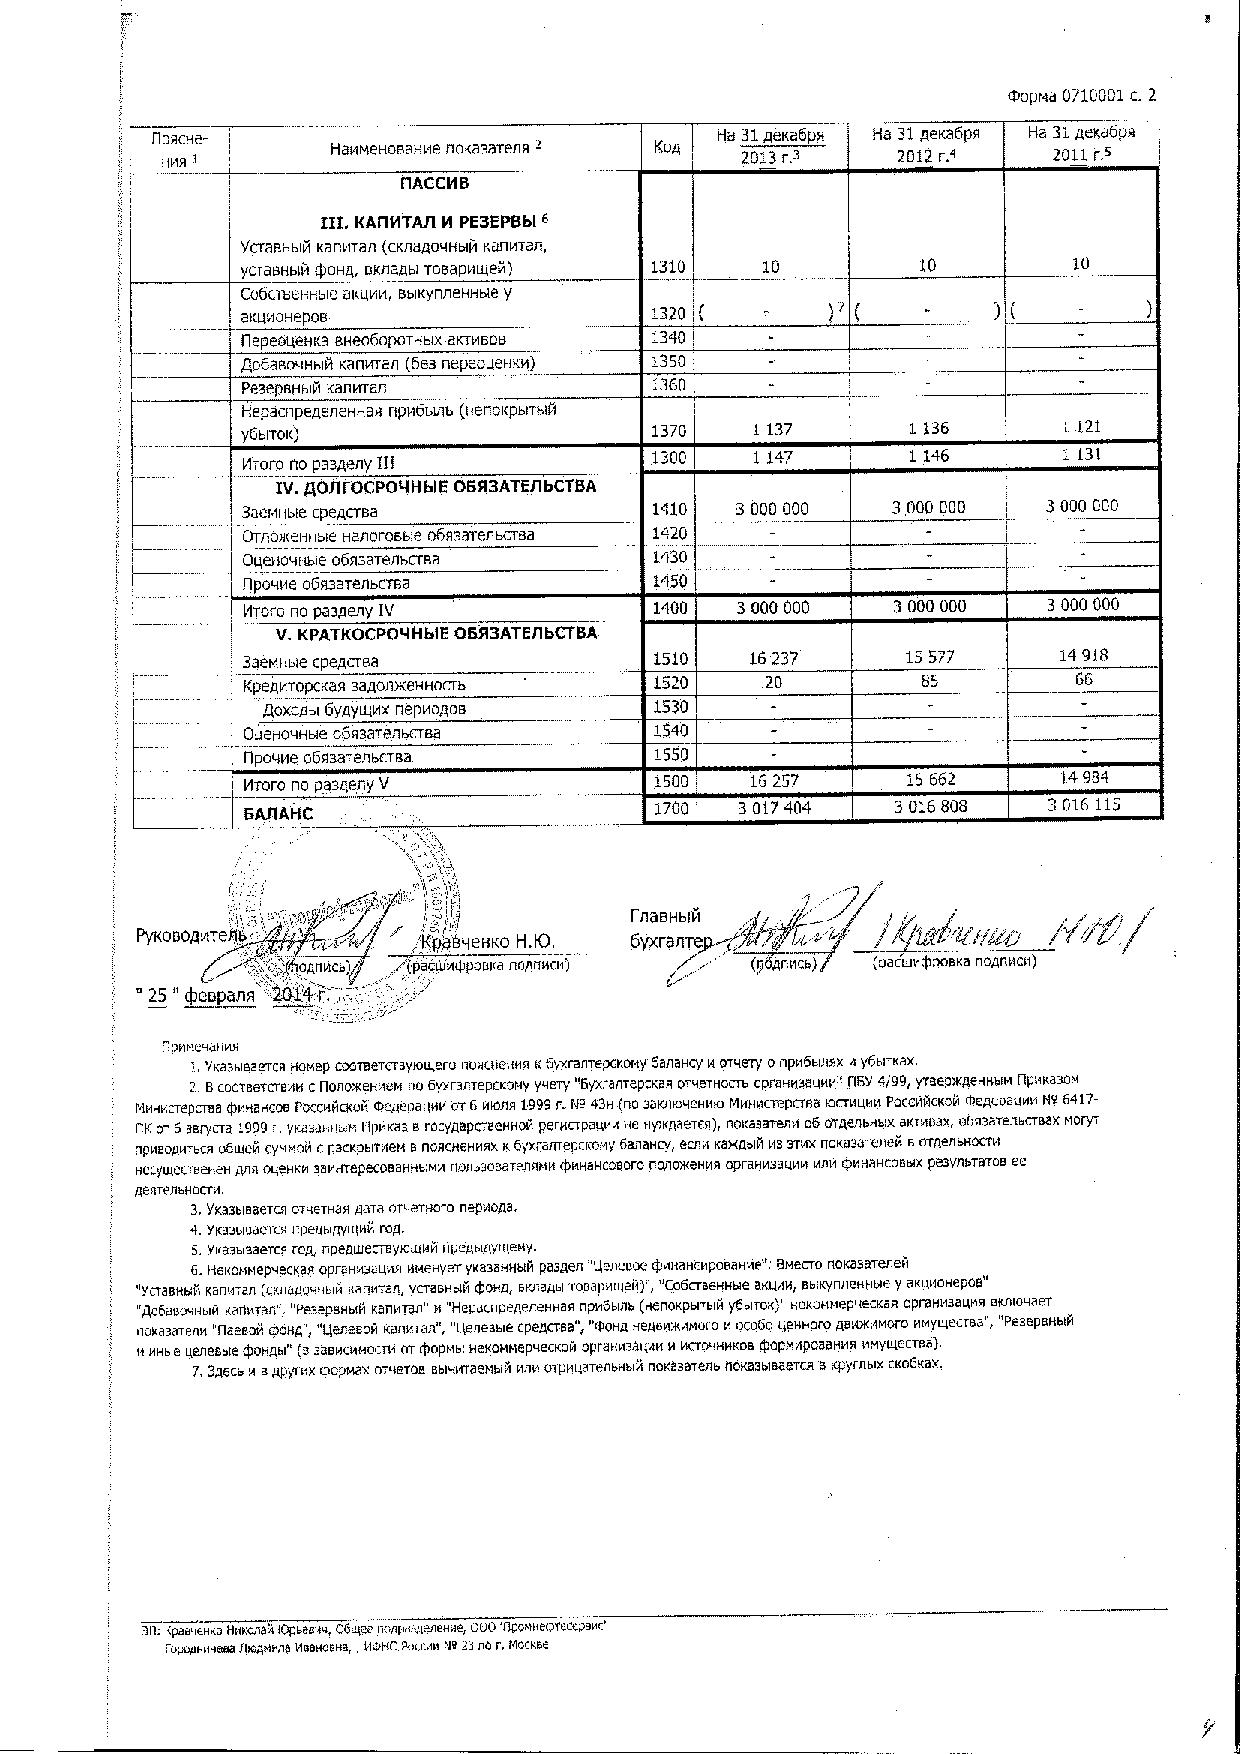 Форма 0710001 с. 2
Поясне- Наименование показателя 2 Код На 31 декабря На 31 декабря На 31 декабря
ния 1 2013 г.3 2012 г.4 2011 г.5
ПАССИВ
III. КАПИТАЛ И РЕЗЕРВЫ 6
Уставный капитал (складочный капитал,
уставный фонд, вклады товарищей) 1310 10 10 10
Собственные акции, выкупленные у
акционеров 1320 ( - )7 ( - ) ( - )
Переоценка внеоборотных активов 1340 - - -
Добавочный капитал (без переоценки) 1350 - - -
Резервный капитал 1360 - - -
Нераспределенная прибыль (непокрытый
убыток) 1370 1 137 1 136 1 121
Итого по разделу III 1300 1 147 1 146 1 131
IV. ДОЛГОСРОЧНЫЕ ОБЯЗАТЕЛЬСТВА
Заемные средства 1410 3 000 000 3 000 000 3 000 000
Отложенные налоговые обязательства 1420 - - -
Оценочные обязательства 1430 - - -
Прочие обязательства 1450 - - -
Итого по разделу IV 1400 3 000 000 3 000 000 3 000 000
V. КРАТКОСРОЧНЫЕ ОБЯЗАТЕЛЬСТВА
Заемные средства 1510 16 237 15 577 14 918
Кредиторская задолженность 1520 20 85 66
Доходы будущих периодов 1530 - - -
Оценочные обязательства 1540 - - -
Прочие обязательства 1550 - - -
Итого по разделу V 1500 16 257 15 662 14 984
БАЛАНС 1700 3 017 404 3 016 808 3 016 115
Главный
Руководитель Кравченко Н.Ю. бухгалтер Кравченко Н.Ю.
(подпись) (расшифровка подписи) (подпись) (расшифровка подписи)
" 25 " февраля 2014 г.
Примечания
1. Указывается номер соответствующего пояснения к бухгалтерскому балансу и отчету о прибылях и убытках.
2. В соответствии с Положением по бухгалтерскому учету "Бухгалтерская отчетность организации" ПБУ 4/99, утвержденным Приказом
Министерства финансов Российской Федерации от 6 июля 1999 г. № 43н (по заключению Министерства юстиции Российской Федерации № 6417-
ПК от 6 августа 1999 г. указанным Приказ в государственной регистрации не нуждается), показатели об отдельных активах, обязательствах могут
приводиться общей суммой с раскрытием в пояснениях к бухгалтерскому балансу, если каждый из этих показателей в отдельности
несущественен для оценки заинтересованными пользователями финансового положения организации или финансовых результатов ее
деятельности.
3. Указывается отчетная дата отчетного периода.
4. Указывается предыдущий год.
5. Указывается год, предшествующий предыдущему.
6. Некоммерческая организация именует указанный раздел "Целевое финансирование". Вместо показателей
"Уставный капитал (складочный капитал, уставный фонд, вклады товарищей)", "Собственные акции, выкупленные у акционеров"
"Добавочный капитал", "Резервный капитал" и "Нераспределенная прибыль (непокрытый убыток)" некоммерческая организация включает
показатели "Паевой фонд", "Целевой капитал", "Целевые средства", "Фонд недвижимого и особо ценного движимого имущества", "Резервный
и иные целевые фонды" (в зависимости от формы некоммерческой организации и источников формирования имущества).
7. Здесь и в других формах отчетов вычитаемый или отрицательный показатель показывается в круглых скобках.
ЭП: Кравченко Николай Юрьевич, Общее подразделение, ООО "Промнефтесервис"
Городничева Людмила Ивановна, , ИФНС России № 23 по г. Москве